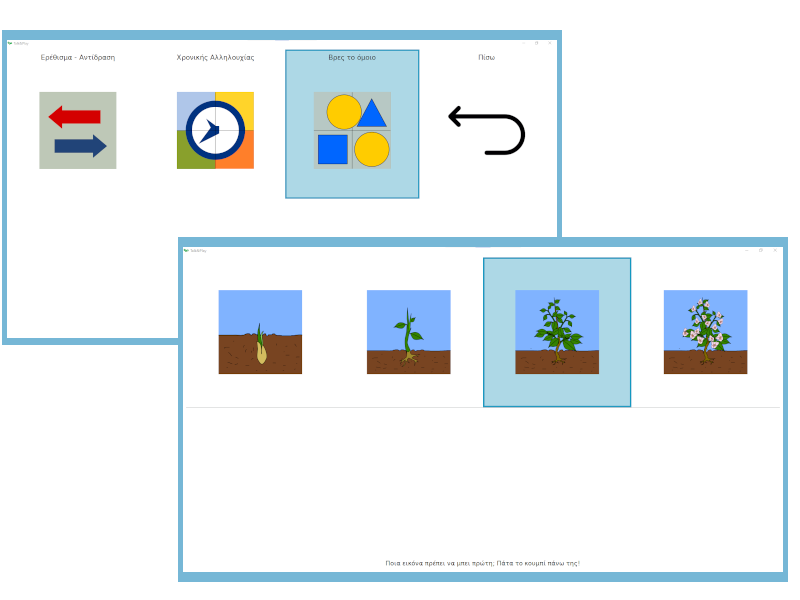 Ερέθισμα - Αντίδραση
Χρονικής Αλληλουχίας
Βρες το όμοιο
Πίσω
Ποια εικόνα πρέπει να μπει πρώτη; Πάτα το κουμπί πάνω της!